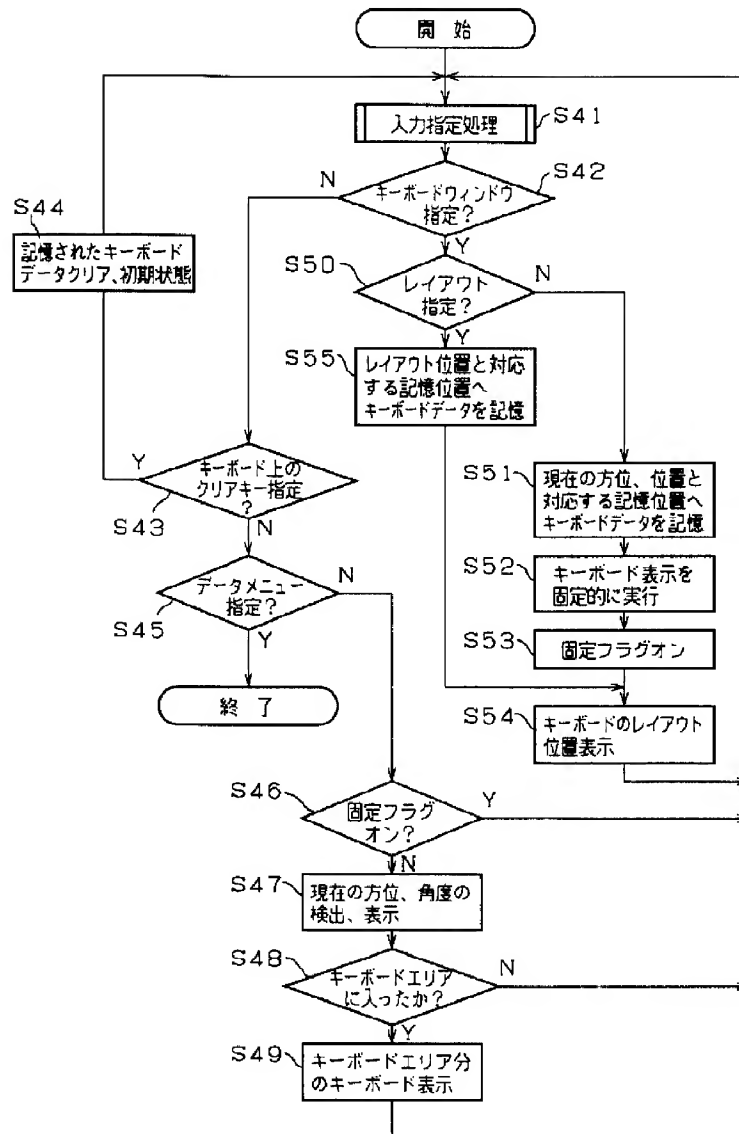 開始
入力指定処理
S41
キーボードウィンドウ
指定?
S42
N
Y
S44
記憶されたキーボード
データクリア、初期状態
S50
レイアウト
指定?
N
Y
S55
レイアウト位置と対応
する記憶位置へ
キーボードデータを記憶
Y
キーボード上の
クリアキー指定
?
S43
N
S51
現在の方位、位置と
対応する記憶位置へ
キーボードデータを記憶
データメニュー
指定?
S45
N
Y
S52
キーボード表示を
固定的に実行
S53
固定フラグオン
終了
S54
キーボードのレイアウト
位置表示
S46
固定フラグ
オン?
Y
N
S47
現在の方位、角度の
検出、表示
S48
キーボードエリア
に入ったか?
N
Y
S49
キーボードエリア分
のキーボード表示